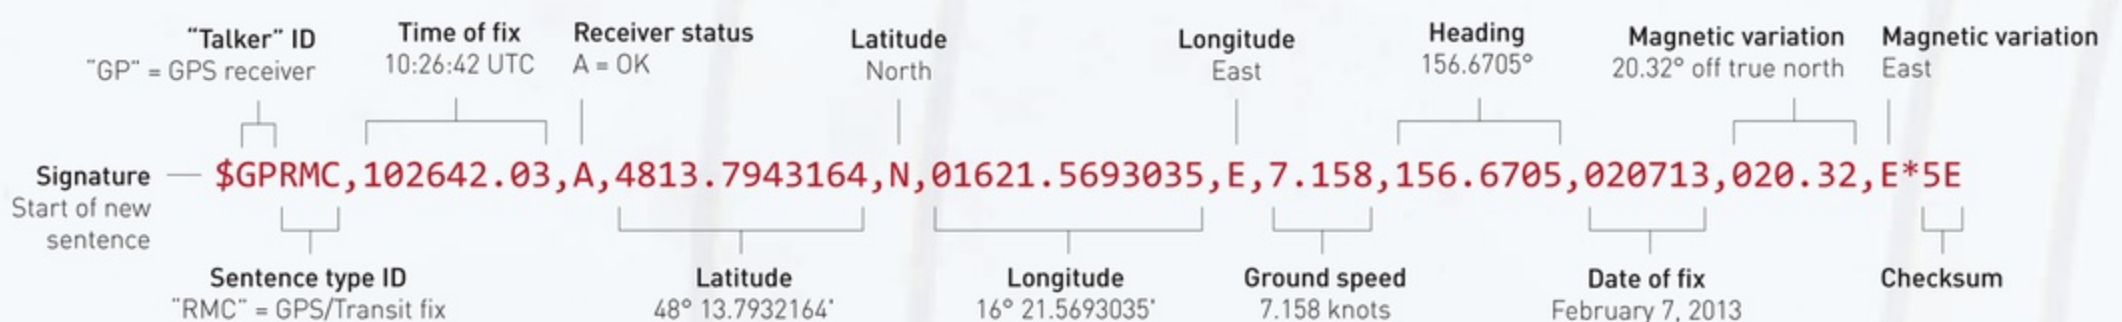 "Talker" ID
"GP" = GPS receiver
Time of fix
10:26:42 UTC
Receiver status
A = OK
Latitude
North
Longitude
East
Heading
156.6705°
Magnetic variation
20.32° off true north
Magnetic variation
East
Signature
Start of new
sentence
$GPRMC,102642.03,A,4813.7943164,N,01621.5693035,E,7.158,156.6705,020713,020.32,E*5E
Sentence type ID
"RMC" = GPS/Transit fix
Latitude
48° 13.7932164'
Longitude
16° 21.5693035'
Ground speed
7.158 knots
Date of fix
February 7, 2013
Checksum